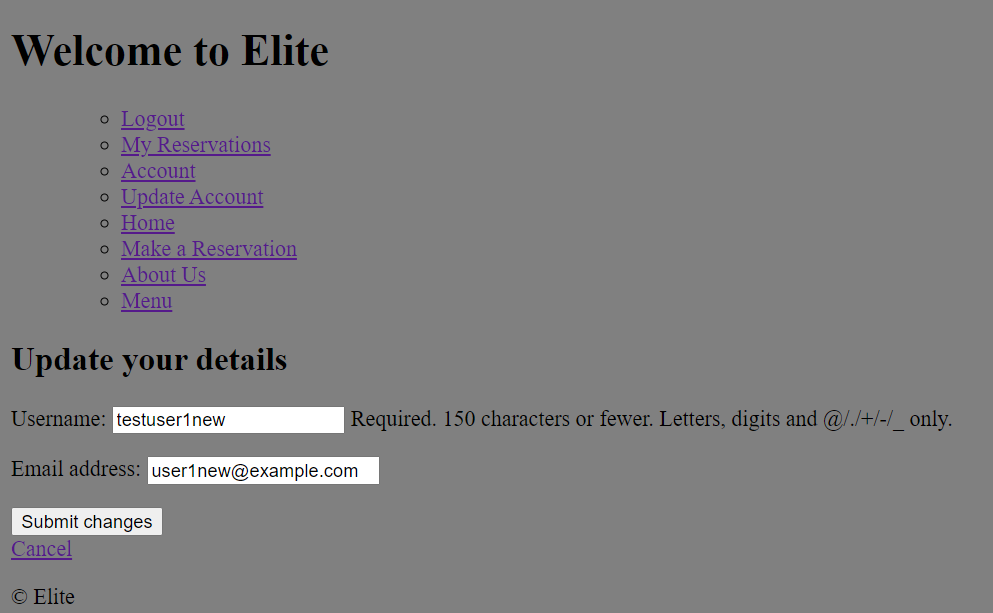 Welcome to Elite
Logout
My Reservations
Account
Update Account
Home
Make a Reservation
About Us
Menu
Update your details
Username: testuser1new Required. 150 characters or fewer. Letters, digits and @/./+/-/_ only.
Email address: user1new@example.com
Submit changes
Cancel
© Elite